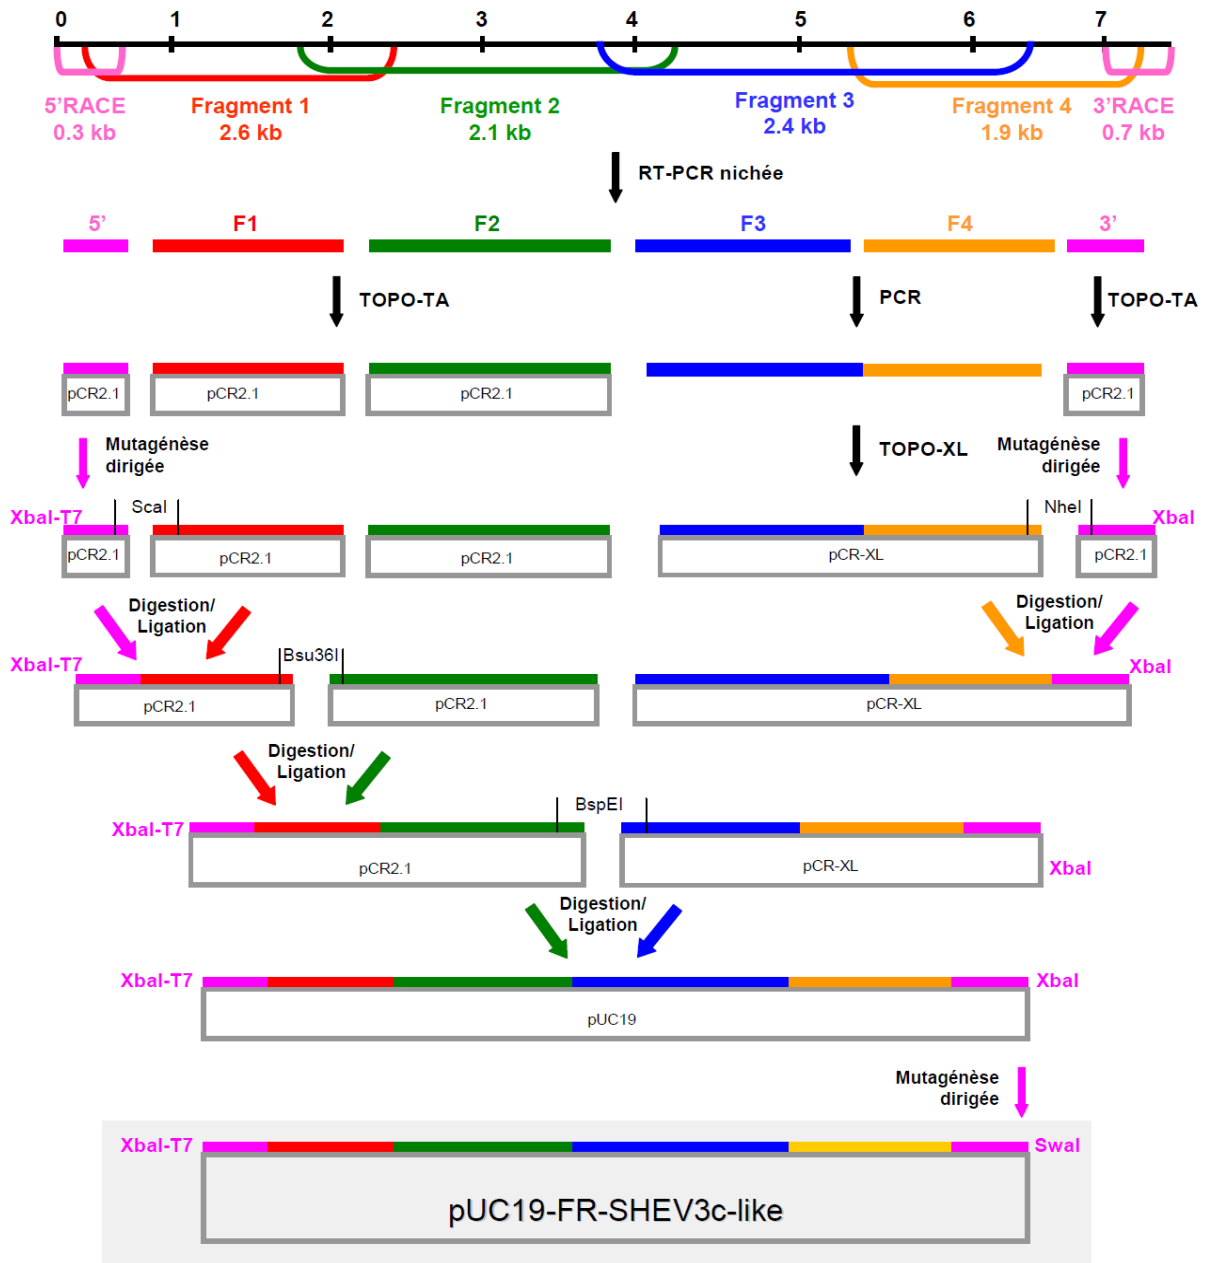 0 1 2 3 4 5 6 7
5'RACE
0.3 kb
Fragment 1
2.6 kb
Fragment 2
2.1 kb
Fragment 3
2.4 kb
Fragment 4
1.9 kb
3'RACE
0.7 kb
RT-PCR nichée
5' F1 F2 F3 F4 3'
TOPO-TA PCR TOPO-TA
pCR2.1 pCR2.1 pCR2.1 pCR2.1
Mutagénèse
dirigée
TOPO-XL
Mutagénèse
dirigée
XbaI-T7 ScaI NheI XbaI
pCR2.1 pCR2.1 pCR2.1 pCR-XL pCR2.1
Digestion/
Ligation
Digestion/
Ligation
XbaI-T7 Bsu36I XbaI
pCR2.1 pCR2.1 pCR-XL
Digestion/
Ligation
XbaI-T7 BspEI
pCR2.1 pCR-XL XbaI
Digestion/
Ligation
XbaI-T7 XbaI
pUC19
Mutagénèse
dirigée
XbaI-T7 SwaI
pUC19-FR-SHEV3c-like